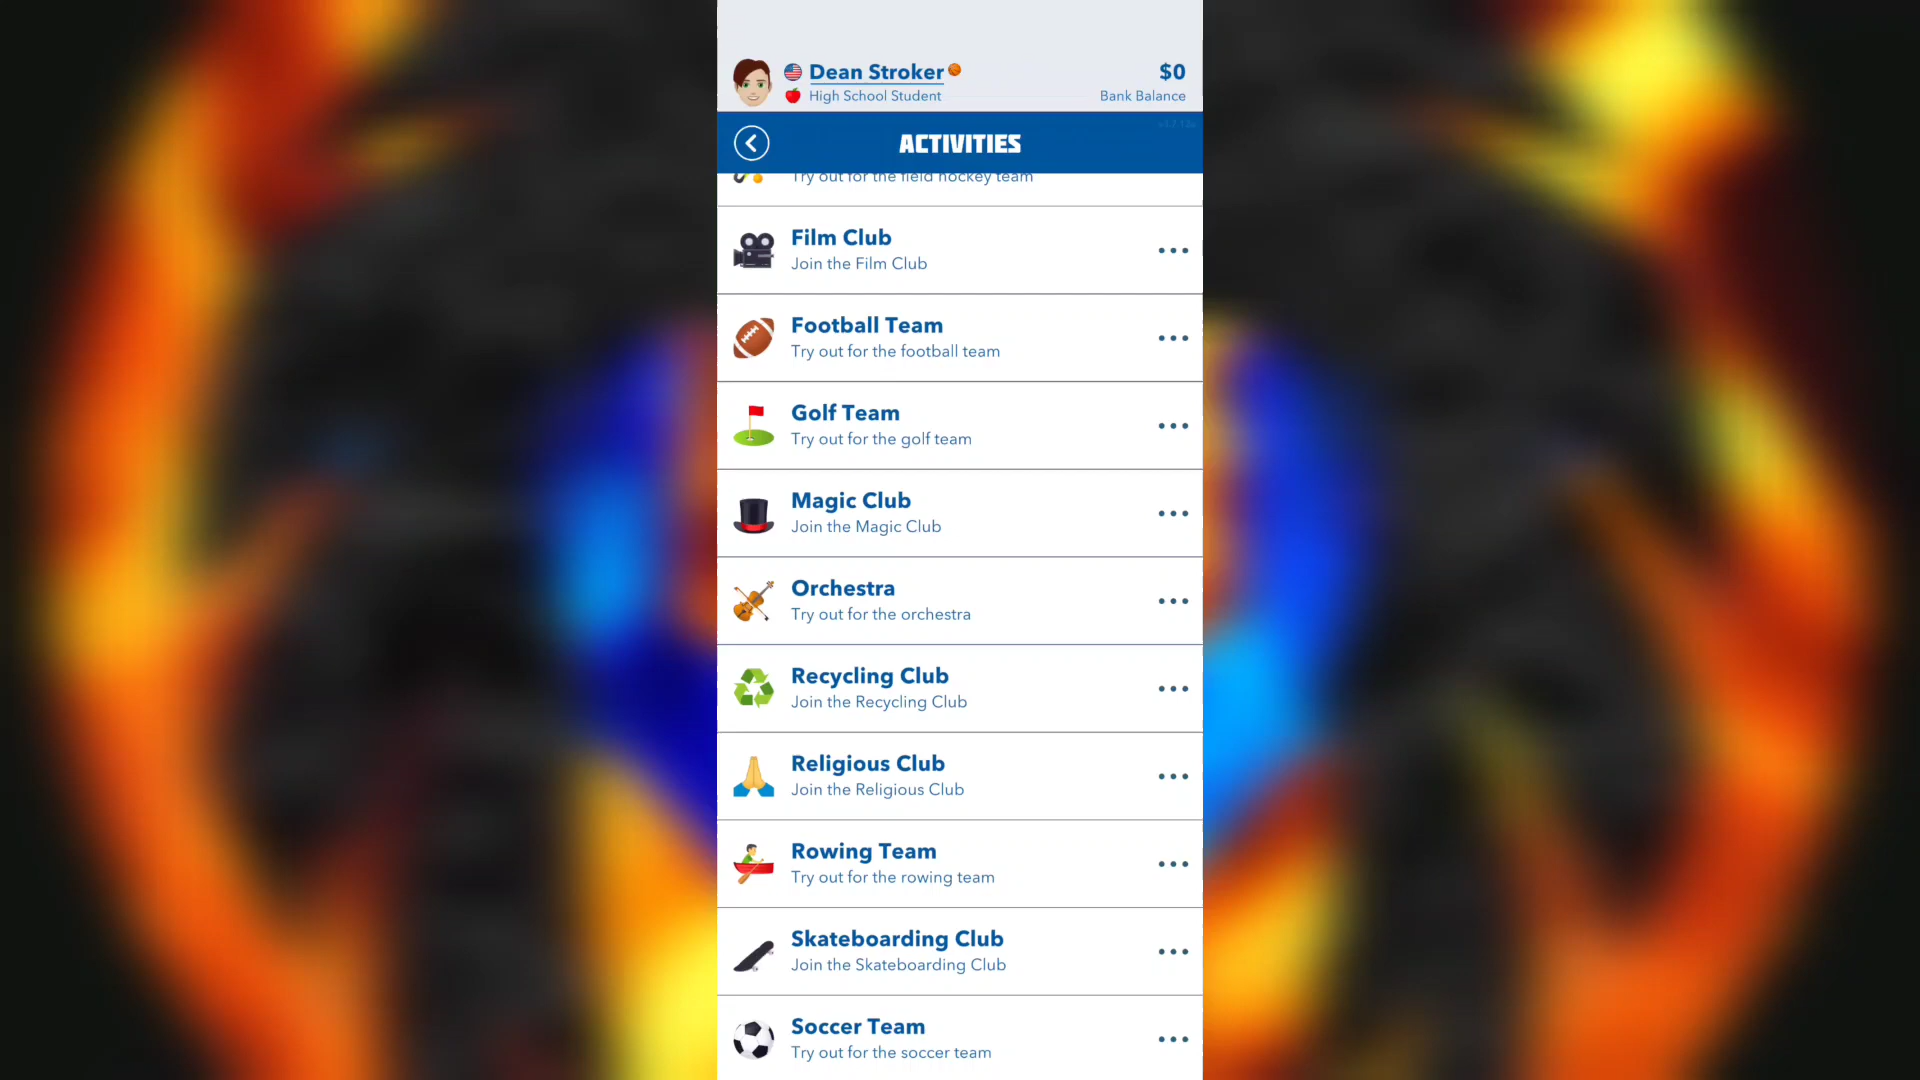 Dean Stroker
$0
High School Student
Bank Balance
ACTIVITIES
Try out for the field hockey team
Film Club
Join the Film Club
Football Team
Try out for the football team
Golf Team
Try out for the golf team
Magic Club
Join the Magic Club
Orchestra
Try out for the orchestra
Recycling Club
Join the Recycling Club
Religious Club
Join the Religious Club
Rowing Team
Try out for the rowing team
Skateboarding Club
Join the Skateboarding Club
Soccer Team
Try out for the soccer team